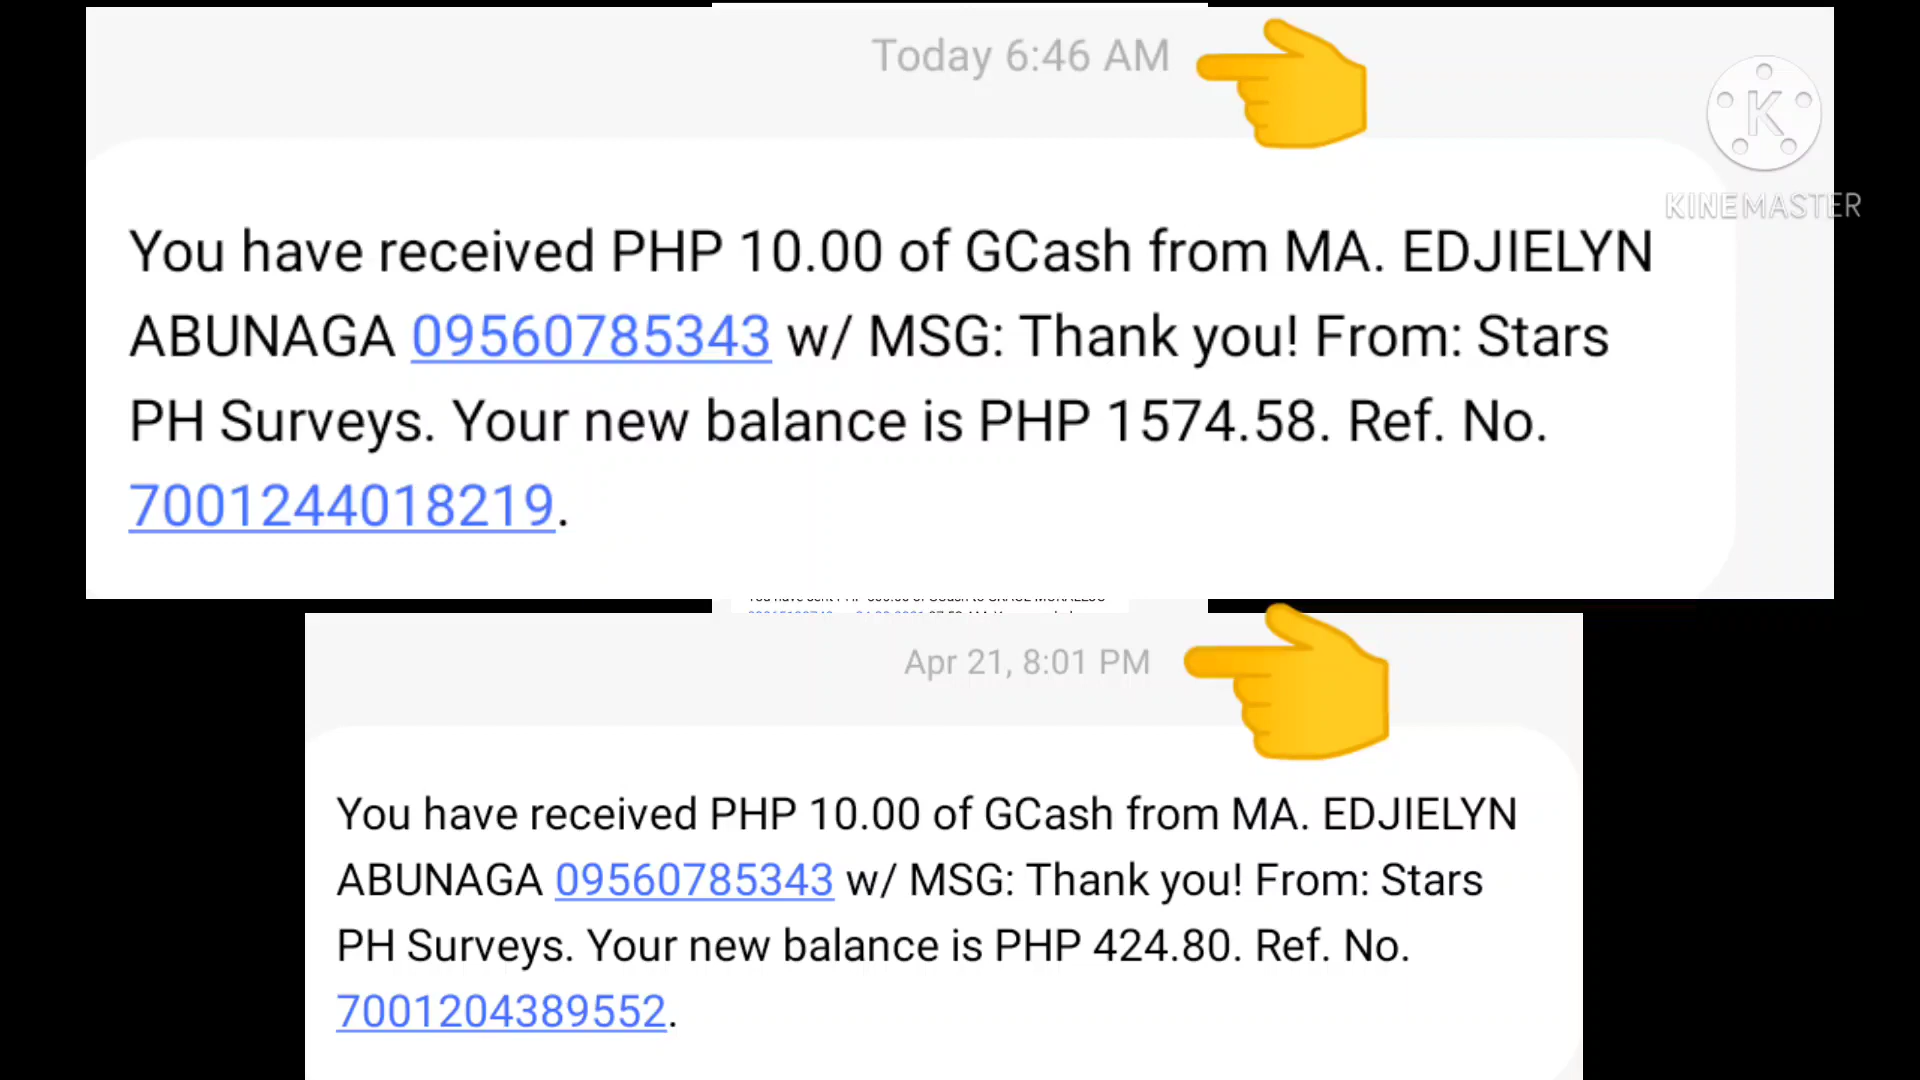 Today 6:46 AM
KINEMASTER
You have received PHP 10.00 of GCash from MA. EDJIELYN
ABUNAGA 09560785343 w/ MSG: Thank you! From: Stars
PH Surveys. Your new balance is PHP 1574.58. Ref. No.
7001244018219.
Apr 21, 8:01 PM
You have received PHP 10.00 of GCash from MA. EDJIELYN
ABUNAGA 09560785343 w/ MSG: Thank you! From: Stars
PH Surveys. Your new balance is PHP 424.80. Ref. No.
7001204389552.